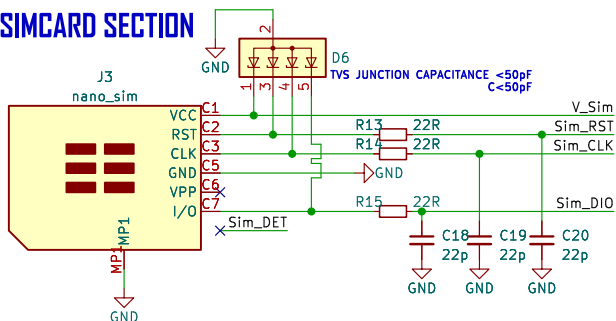 SIMCARD SECTION
2
GND
D6
TVS JUNCTION CAPACITANCE <50pF
C<50pF
1
3
4
5
J3
nano_sim
VCC C1 V_Sim
RST C2 R13 22R Sim_RST
CLK C3 R14 22R Sim_CLK
GND C5 GND
VPP C6
I/O C7 R15 22R Sim_DIO
Sim_DET
MP1
MP1
C18 C19 C20
22p 22p 22p
GND GND GND
GND